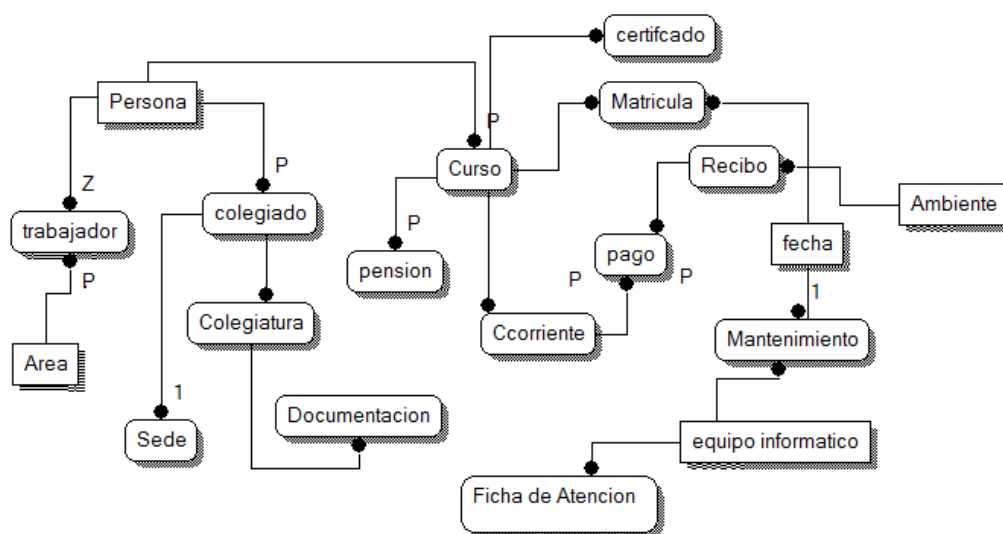 certifcado
Persona
Matricula
P
Curso
Recibo
P
Z
colegiado
Ambiente
trabajador
P
pago
fecha
pension
P
P
P
1
Colegiatura
Ccorriente
Mantenimiento
Area
1
Documentacion
Sede
equipo informatico
Ficha de Atencion